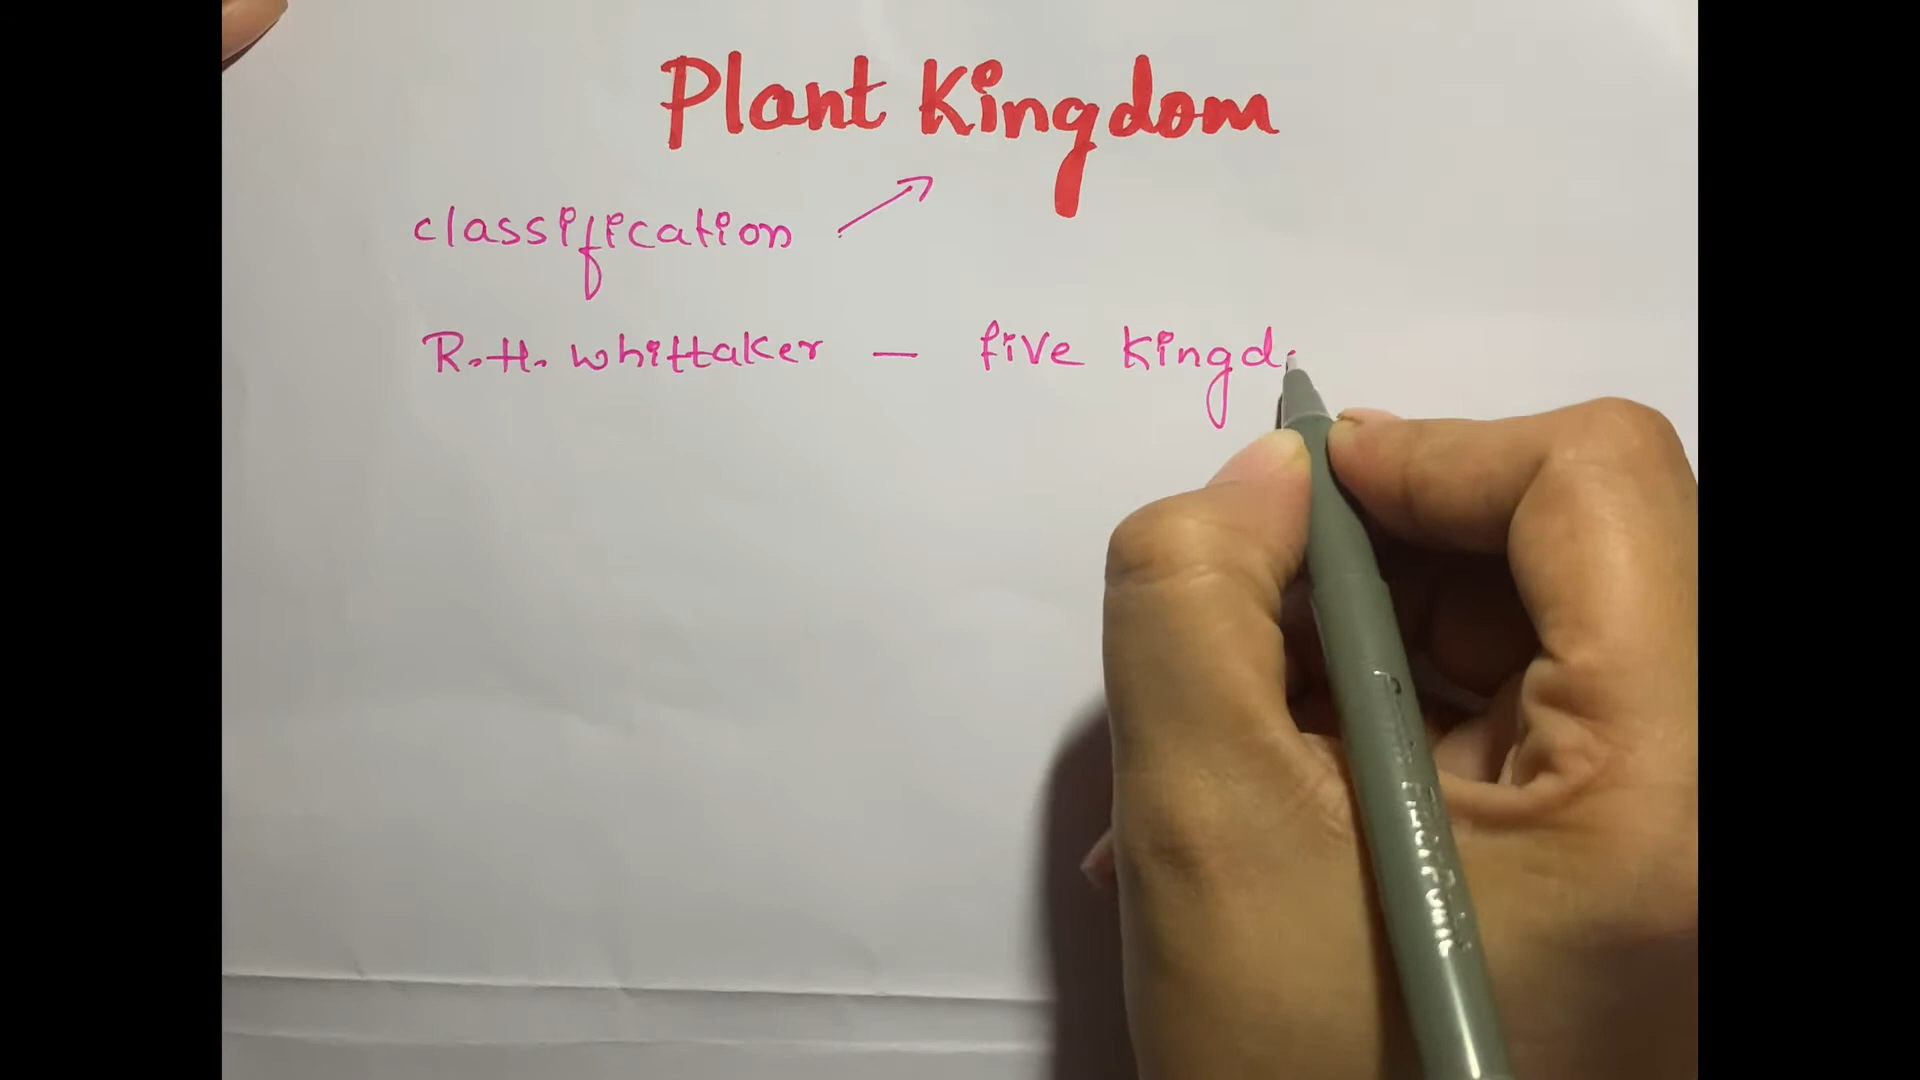 Plant Kingdom
classification
R.H. Whittaker — five Kingd